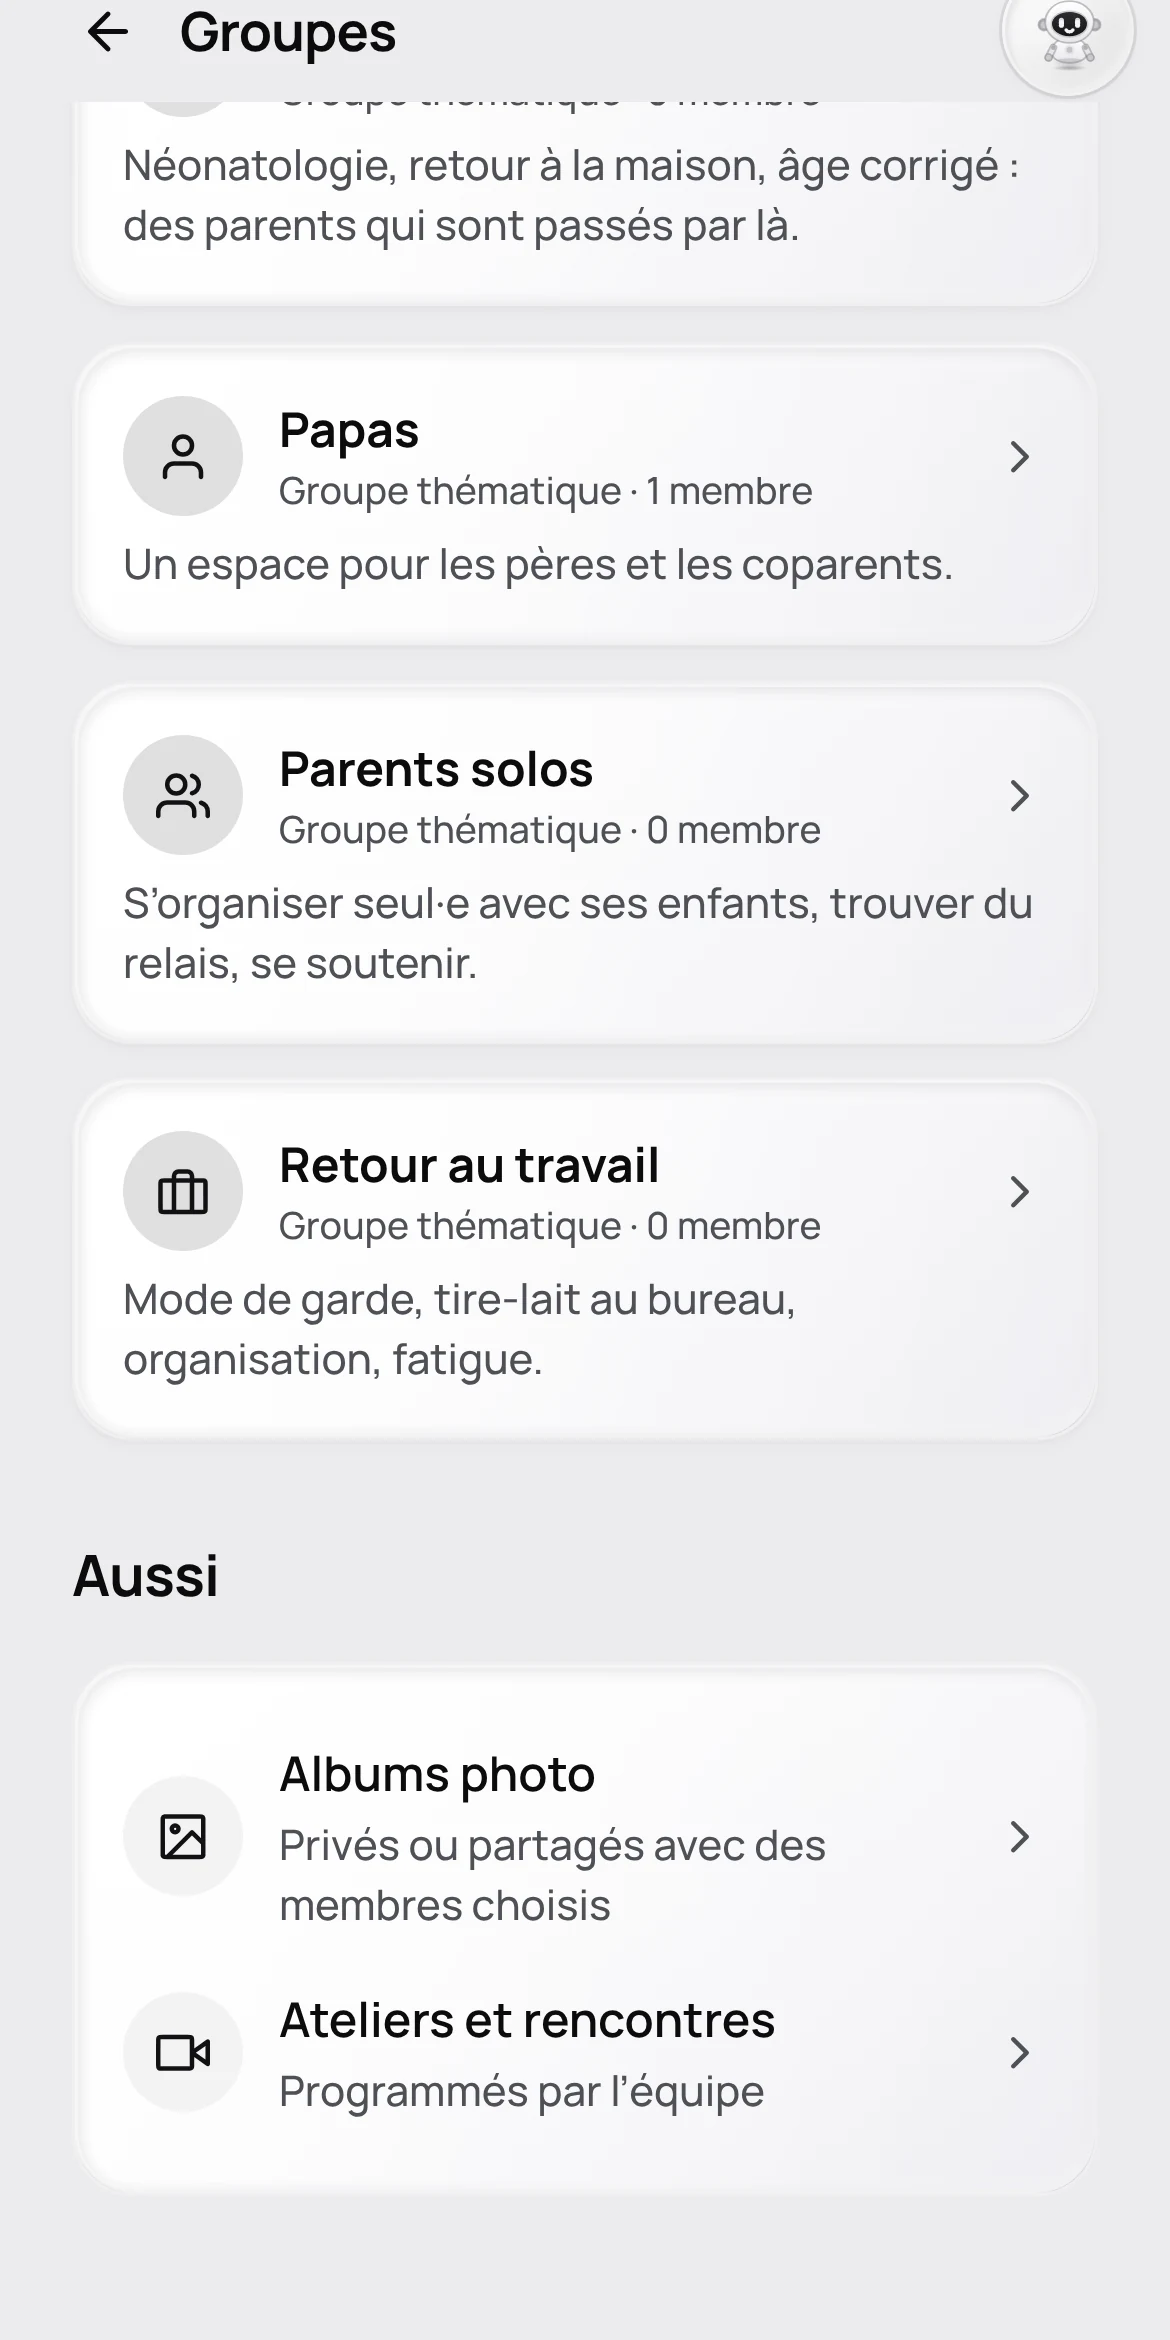 Groupes
Néonatologie, retour à la maison, âge corrigé :
des parents qui sont passés par là.
Papas
Groupe thématique · 1 membre
Un espace pour les pères et les coparents.
Parents solos
Groupe thématique · 0 membre
S’organiser seul·e avec ses enfants, trouver du
relais, se soutenir.
Retour au travail
Groupe thématique · 0 membre
Mode de garde, tire-lait au bureau,
organisation, fatigue.
Aussi
Albums photo
Privés ou partagés avec des
membres choisis
Ateliers et rencontres
Programmés par l’équipe